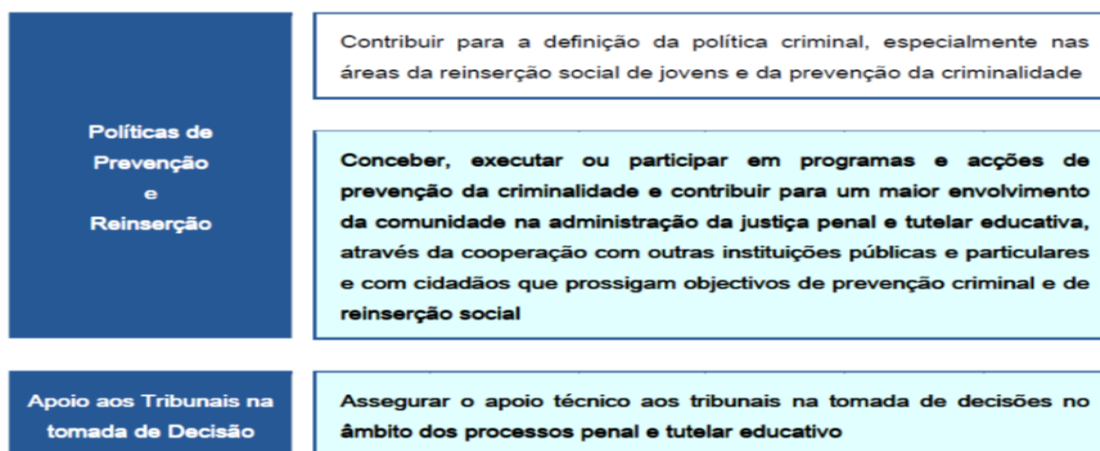 Políticas de
Prevenção
e
Reinserção
Contribuir para a definição da política criminal, especialmente nas
áreas da reinserção social de jovens e da prevenção da criminalidade
Conceber, executar ou participar em programas e acções de
prevenção da criminalidade e contribuir para um maior envolvimento
da comunidade na administração da justiça penal e tutelar educativa,
através da cooperação com outras instituições públicas e particulares
e com cidadãos que prossigam objectivos de prevenção criminal e de
reinserção social
Apoio aos Tribunais na
tomada de Decisão
Assegurar o apoio técnico aos tribunais na tomada de decisões no
âmbito dos processos penal e tutelar educativo